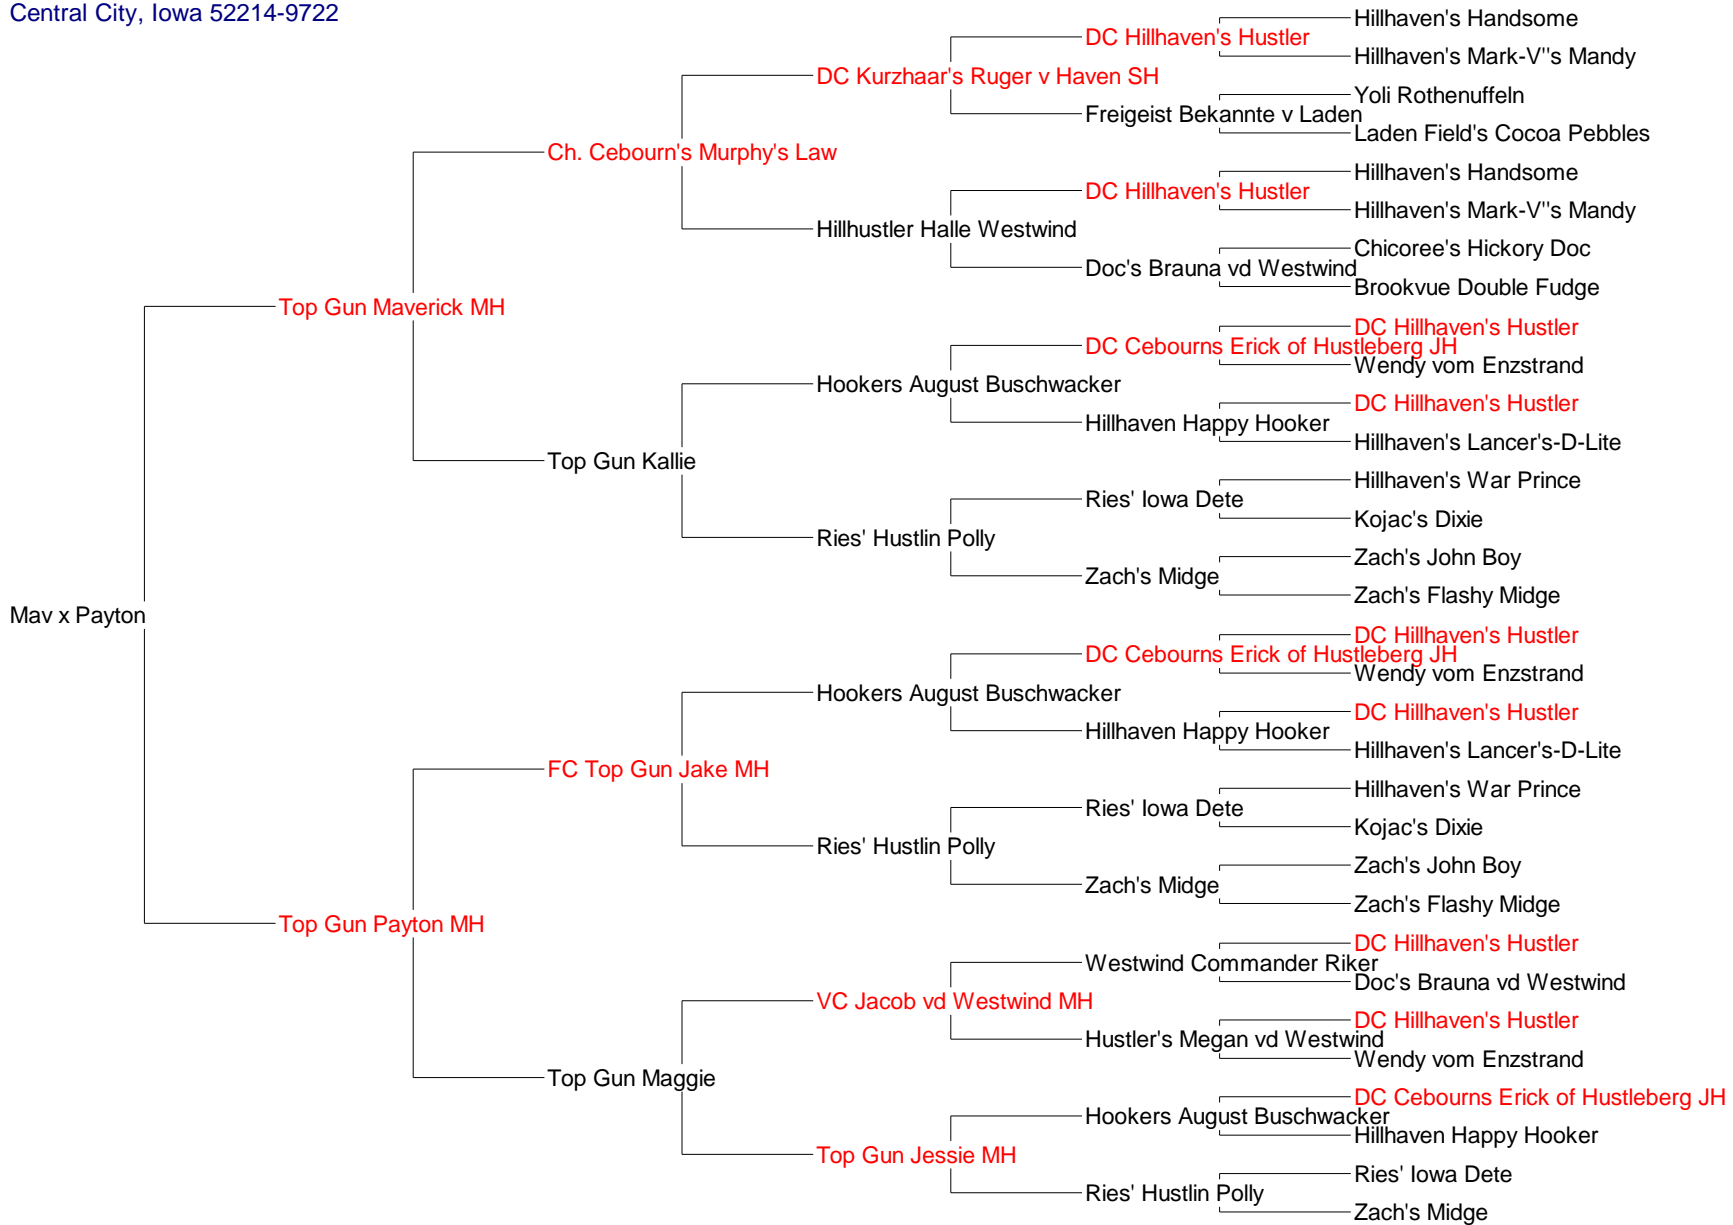 Central City, Iowa 52214-9722
Hillhaven's Handsome
DC Hillhaven's Hustler
Hillhaven's Mark-V"s Mandy
DC Kurzhaar's Ruger v Haven SH
Yoli Rothenuffeln
Freigeist Bekannte v Laden
Laden Field's Cocoa Pebbles
Ch. Cebourn's Murphy's Law
Hillhaven's Handsome
DC Hillhaven's Hustler
Hillhaven's Mark-V"s Mandy
Hillhustler Halle Westwind
Chicoree's Hickory Doc
Doc's Brauna vd Westwind
Brookvue Double Fudge
Top Gun Maverick MH
DC Hillhaven's Hustler
DC Cebourns Erick of Hustleberg JH
Wendy vom Enzstrand
Hookers August Buschwacker
DC Hillhaven's Hustler
Hillhaven Happy Hooker
Hillhaven's Lancer's-D-Lite
Top Gun Kallie
Hillhaven's War Prince
Ries' Iowa Dete
Kojac's Dixie
Ries' Hustlin Polly
Zach's John Boy
Zach's Midge
Zach's Flashy Midge
Mav x Payton
DC Hillhaven's Hustler
DC Cebourns Erick of Hustleberg JH
Wendy vom Enzstrand
Hookers August Buschwacker
DC Hillhaven's Hustler
Hillhaven Happy Hooker
Hillhaven's Lancer's-D-Lite
FC Top Gun Jake MH
Hillhaven's War Prince
Ries' Iowa Dete
Kojac's Dixie
Ries' Hustlin Polly
Zach's John Boy
Zach's Midge
Zach's Flashy Midge
Top Gun Payton MH
DC Hillhaven's Hustler
Westwind Commander Riker
Doc's Brauna vd Westwind
VC Jacob vd Westwind MH
DC Hillhaven's Hustler
Hustler's Megan vd Westwind
Wendy vom Enzstrand
Top Gun Maggie
DC Cebourns Erick of Hustleberg JH
Hookers August Buschwacker
Hillhaven Happy Hooker
Top Gun Jessie MH
Ries' Iowa Dete
Ries' Hustlin Polly
Zach's Midge